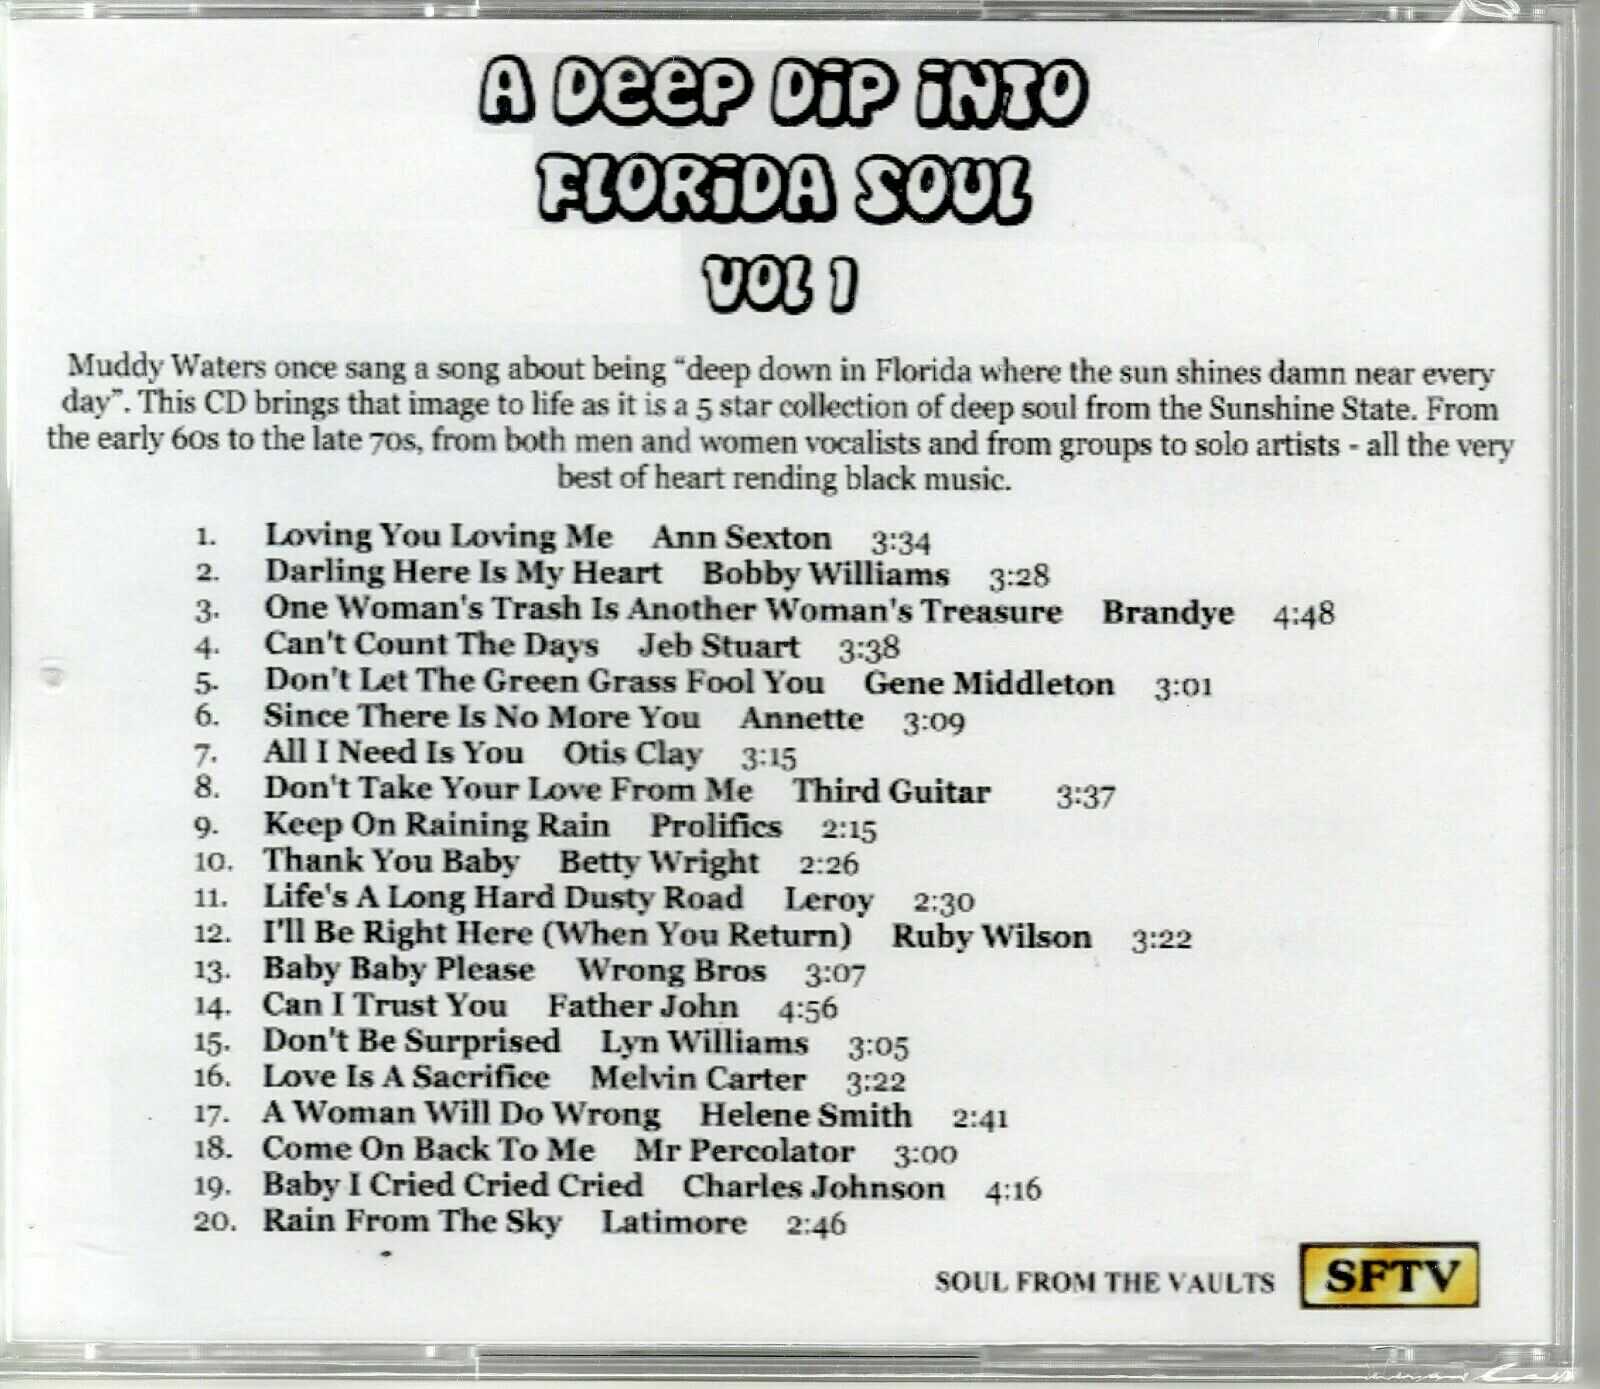 A DEEP DIP INTO
FLORIDA SOUL
VOL 1
Muddy Waters once sang a song about being “deep down in Florida where the sun shines damn near every
day”. This CD brings that image to life as it is a 5 star collection of deep soul from the Sunshine State. From
the early 60s to the late 70s, from both men and women vocalists and from groups to solo artists - all the very
best of heart rending black music.
1. Loving You Loving Me Ann Sexton 3:34
2. Darling Here Is My Heart Bobby Williams 3:28
3. One Woman's Trash Is Another Woman's Treasure Brandye 4:48
4. Can't Count The Days Jeb Stuart 3:38
5. Don't Let The Green Grass Fool You Gene Middleton 3:01
6. Since There Is No More You Annette 3:09
7. All I Need Is You Otis Clay 3:15
8. Don't Take Your Love From Me Third Guitar 3:37
9. Keep On Raining Rain Prolifics 2:15
10. Thank You Baby Betty Wright 2:26
11. Life's A Long Hard Dusty Road Leroy 2:30
12. I'll Be Right Here (When You Return) Ruby Wilson 3:22
13. Baby Baby Please Wrong Bros 3:07
14. Can I Trust You Father John 4:56
15. Don't Be Surprised Lyn Williams 3:05
16. Love Is A Sacrifice Melvin Carter 3:22
17. A Woman Will Do Wrong Helene Smith 2:41
18. Come On Back To Me Mr Percolator 3:00
19. Baby I Cried Cried Cried Charles Johnson 4:16
20. Rain From The Sky Latimore 2:46
SOUL FROM THE VAULTS SFTV